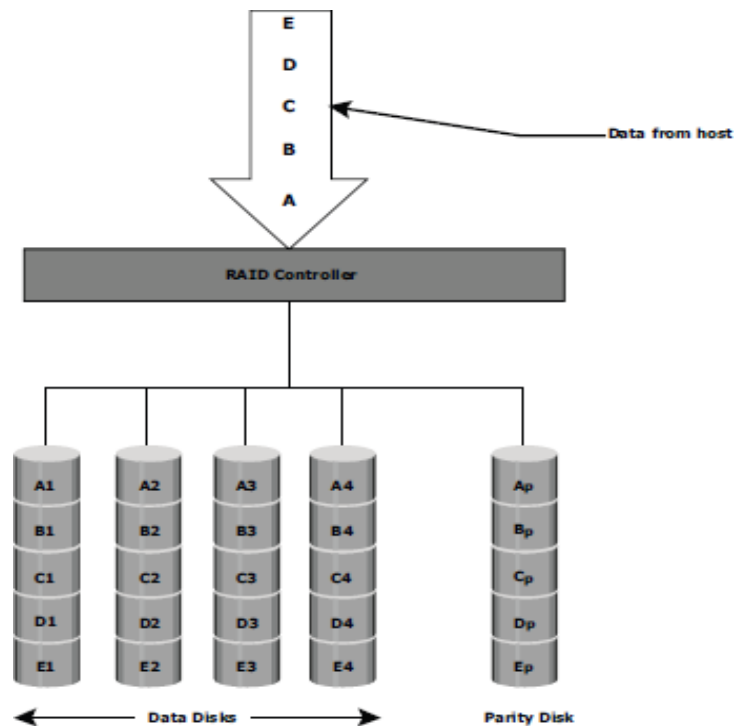 E
D
C
B
A
Data from host
RAID Controller
A1 A2 A3 A4 Ap
B1 B2 B3 B4 Bp
C1 C2 C3 C4 Cp
D1 D2 D3 D4 Dp
E1 E2 E3 E4 Ep
Data Disks Parity Disk